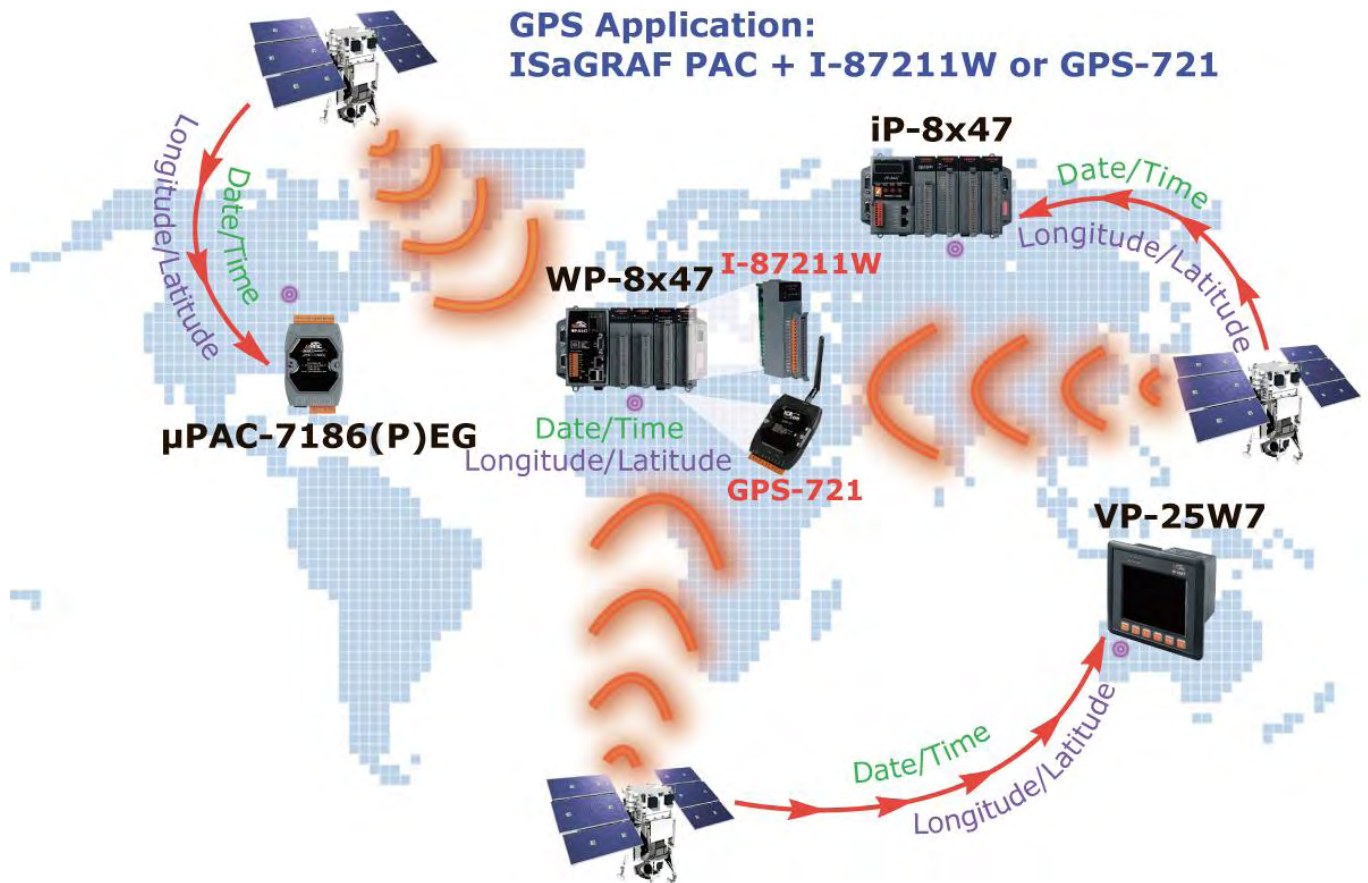 GPS Application:
ISaGRAF PAC + I-87211W or GPS-721
iP-8x47
Date/Time
Longitude/Latitude
Date/Time
Longitude/Latitude
WP-8x47
I-87211W
μPAC-7186(P)EG
Date/Time
Longitude/Latitude
GPS-721
VP-25W7
Date/Time
Longitude/Latitude